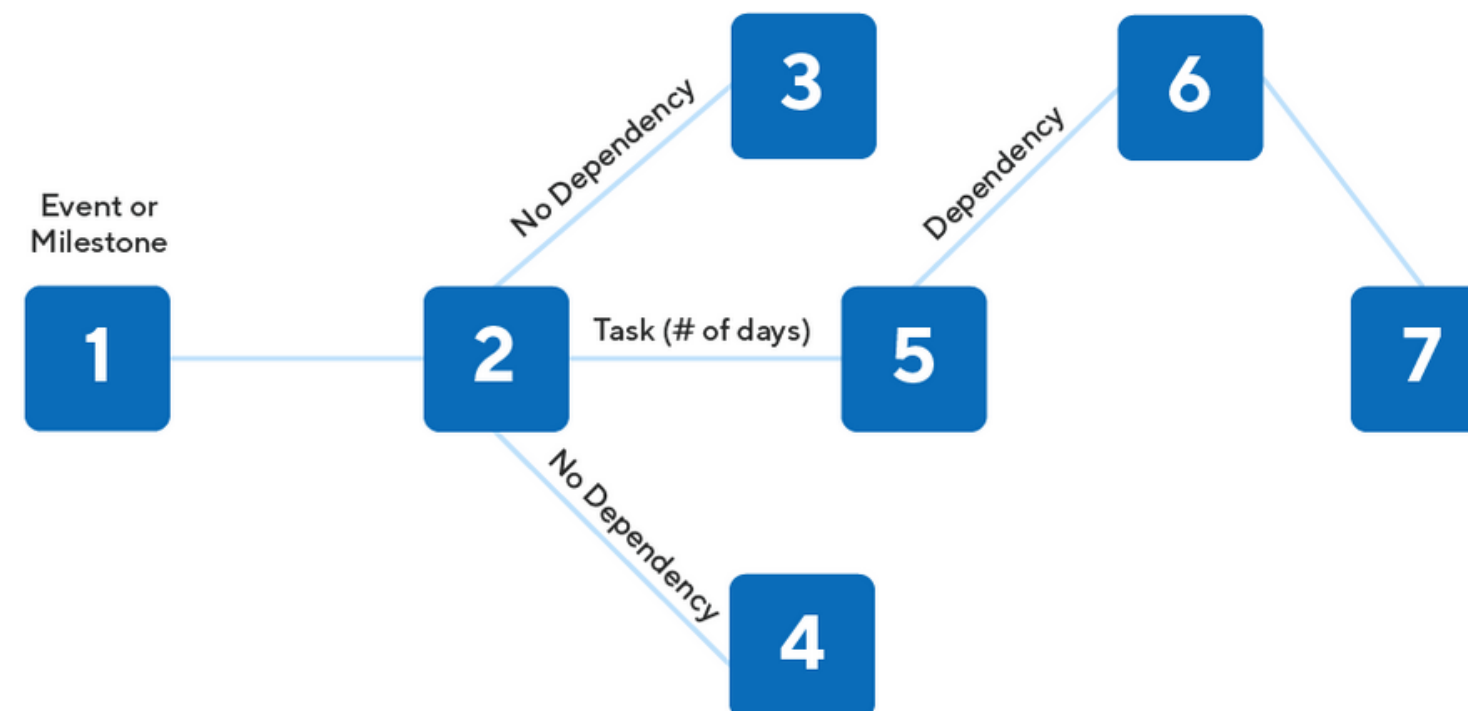 3
6
No Dependency
Dependency
Event or
Milestone
1
2
Task (# of days)
5
7
No Dependency
4